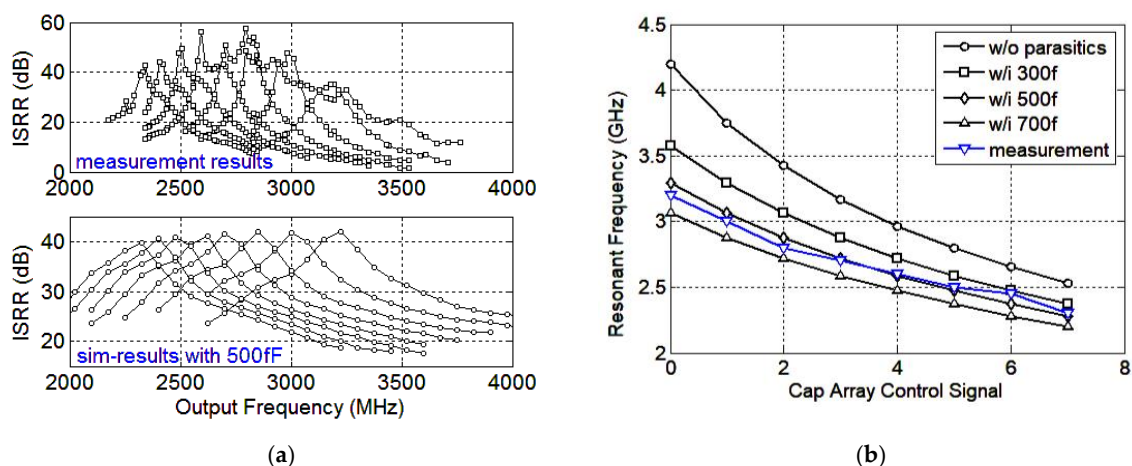 ISRR (dB)
60
40
20
0
measurement results
2000 2500 3000 3500 4000
ISRR (dB)
40
30
20
sim-results with 500fF
2000 2500 3000 3500 4000
Output Frequency (MHz)
(a)
Resonant Frequency (GHz)
4.5
4
3.5
3
2.5
2
w/o parasitics
w/i 300f
w/i 500f
w/i 700f
measurement
0 2 4 6 8
Cap Array Control Signal
(b)